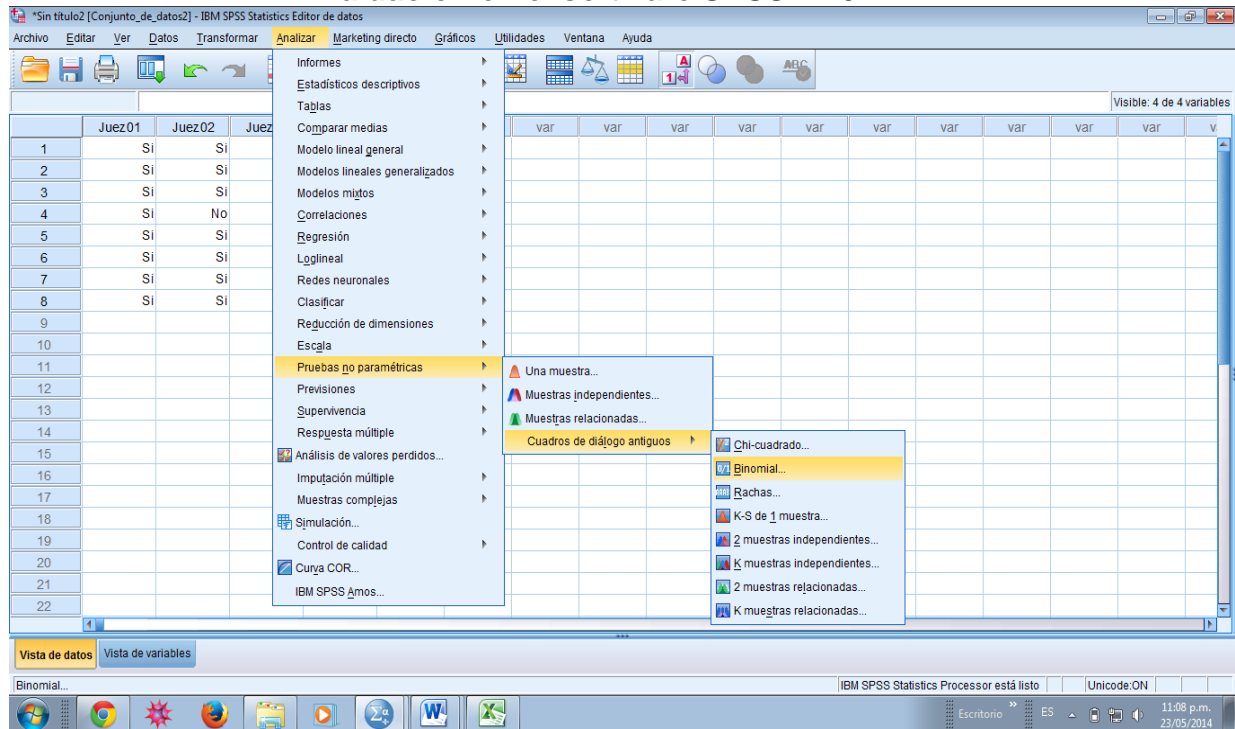 *Sin título2 [Conjunto_de_datos2] - IBM SPSS Statistics Editor de datos
Archivo Editar Ver Datos Transformar Analizar Marketing directo Gráficos Utilidades Ventana Ayuda
Visible: 4 de 4 variables
Juez01 Juez02 Juez var var var var var var var var var var v
1 Si Si
2 Si Si
3 Si Si
4 Si No
5 Si Si
6 Si Si
7 Si Si
8 Si Si
9
10
11
12
13
14
15
16
17
18
19
20
21
22
Informes
Estadísticos descriptivos
Tablas
Comparar medias
Modelo lineal general
Modelos lineales generalizados
Modelos mixtos
Correlaciones
Regresión
Loglineal
Redes neuronales
Clasificar
Reducción de dimensiones
Escala
Pruebas no paramétricas
Previsiones
Supervivencia
Respuesta múltiple
Análisis de valores perdidos...
Imputación múltiple
Muestras complejas
Simulación...
Control de calidad
Curva COR...
IBM SPSS Amos...
Una muestra...
Muestras independientes...
Muestras relacionadas...
Cuadros de diálogo antiguos
Chi-cuadrado...
Binomial...
Rachas...
K-S de 1 muestra...
2 muestras independientes...
K muestras independientes...
2 muestras relacionadas...
K muestras relacionadas...
Vista de datos Vista de variables
Binomial...
IBM SPSS Statistics Processor está listo
Unicode:ON
Escritorio
ES
11:08 p.m.
23/05/2014